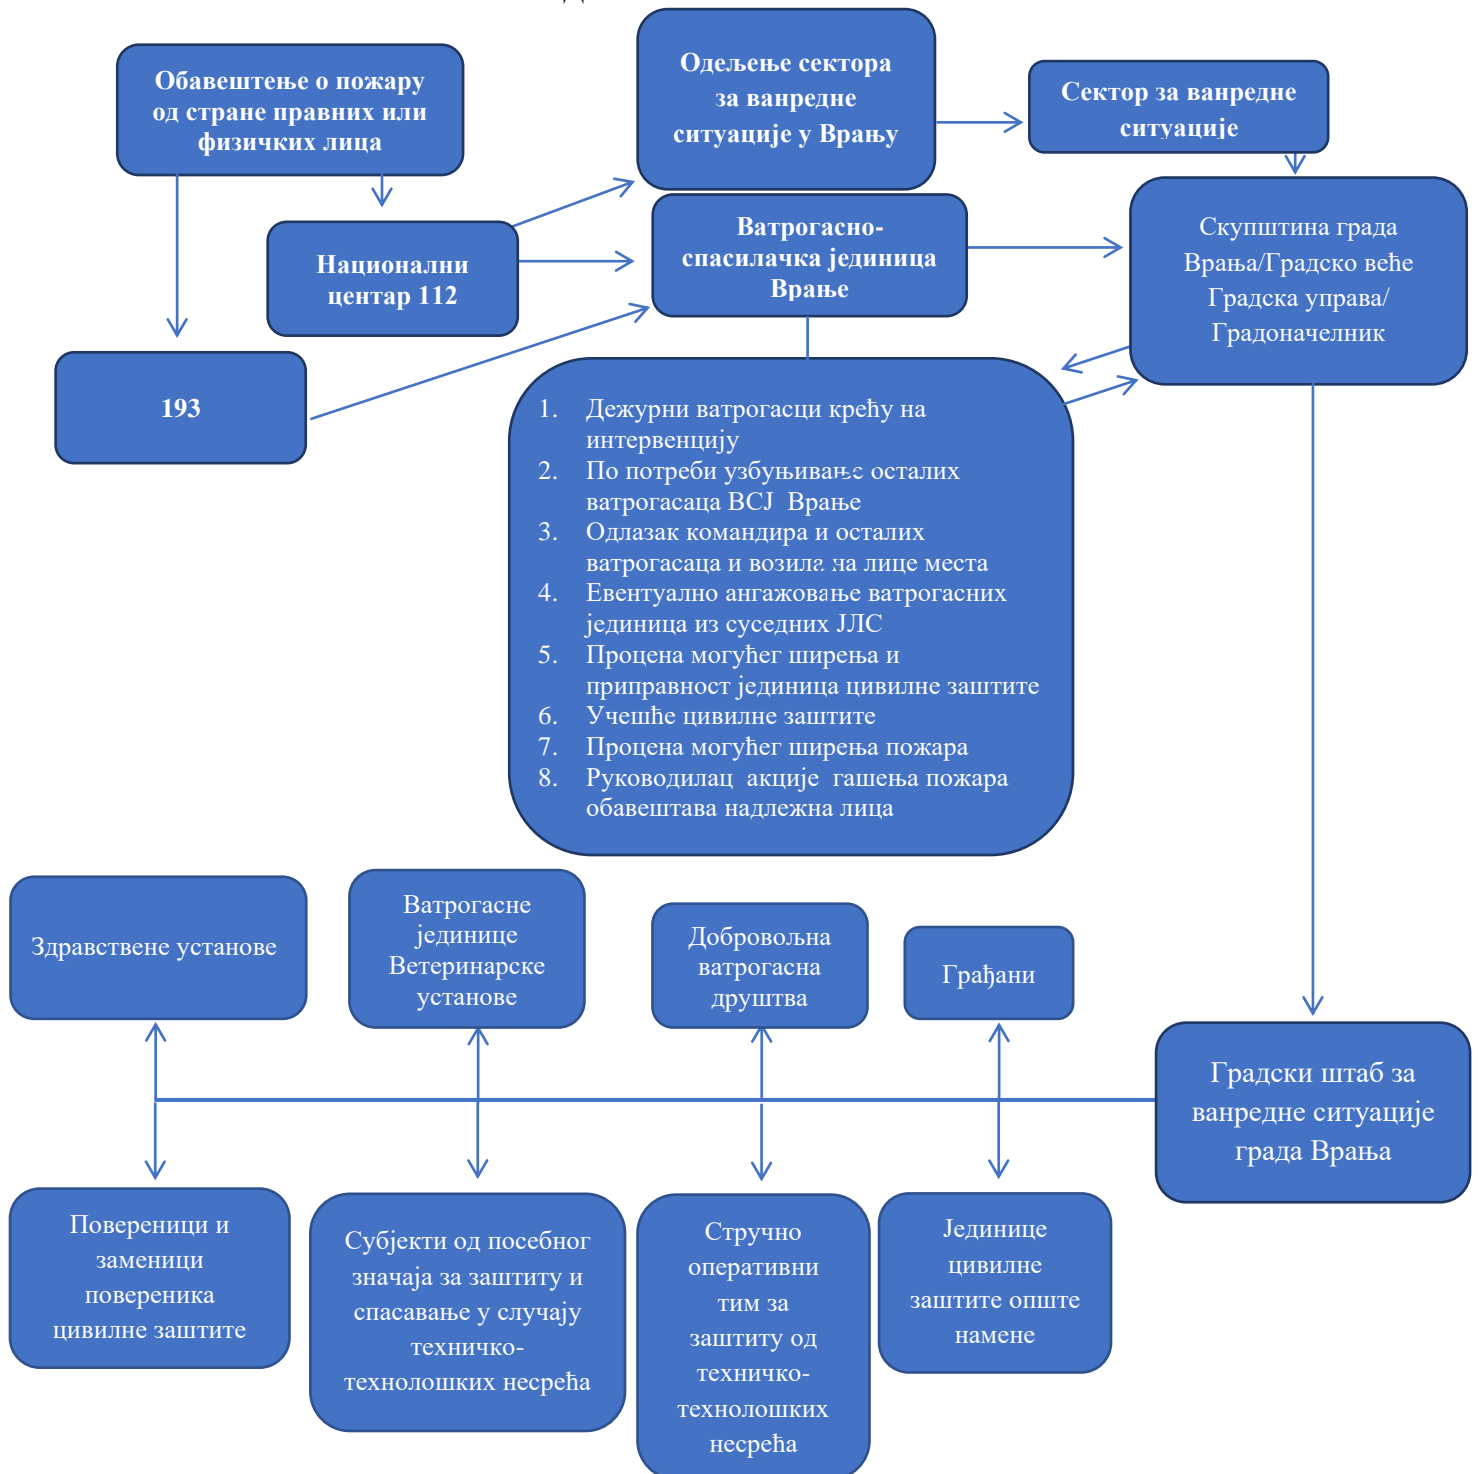 Обавештење о пожару
од стране правних или
физичких лица
Одељење сектора
за ванредне
ситуације у Врању
Сектор за ванредне
ситуације
Национални
центар 112
Ватрогасно-
спасилачка јединица
Врање
Скупштина града
Врања/Градско веће
Градска управа/
Градоначелник
193
1. Дежурни ватрогасци крећу на
интервенцију
2. По потреби узбуњивање осталих
ватрогасаца ВСЈ Врање
3. Одлазак командира и осталих
ватрогасаца и возила на лице места
4. Евентуално ангажовање ватрогасних
јединица из суседних ЈЛС
5. Процена могућег ширења и
приправност јединица цивилне заштите
6. Учешће цивилне заштите
7. Процена могућег ширења пожара
8. Руководилац акције гашења пожара
обавештава надлежна лица
Здравствене установе
Ватрогасне
јединице
Ветеринарске
установе
Добровољна
ватрогасна
друштва
Грађани
Градски штаб за
ванредне ситуације
града Врања
Повереници и
заменици
повереника
цивилне заштите
Субјекти од посебног
значаја за заштиту и
спасавање у случају
техничко-
технолошких несрећа
Стручно
оперативни
тим за
заштиту од
техничко-
технолошких
несрећа
Јединице
цивилне
заштите опште
намене